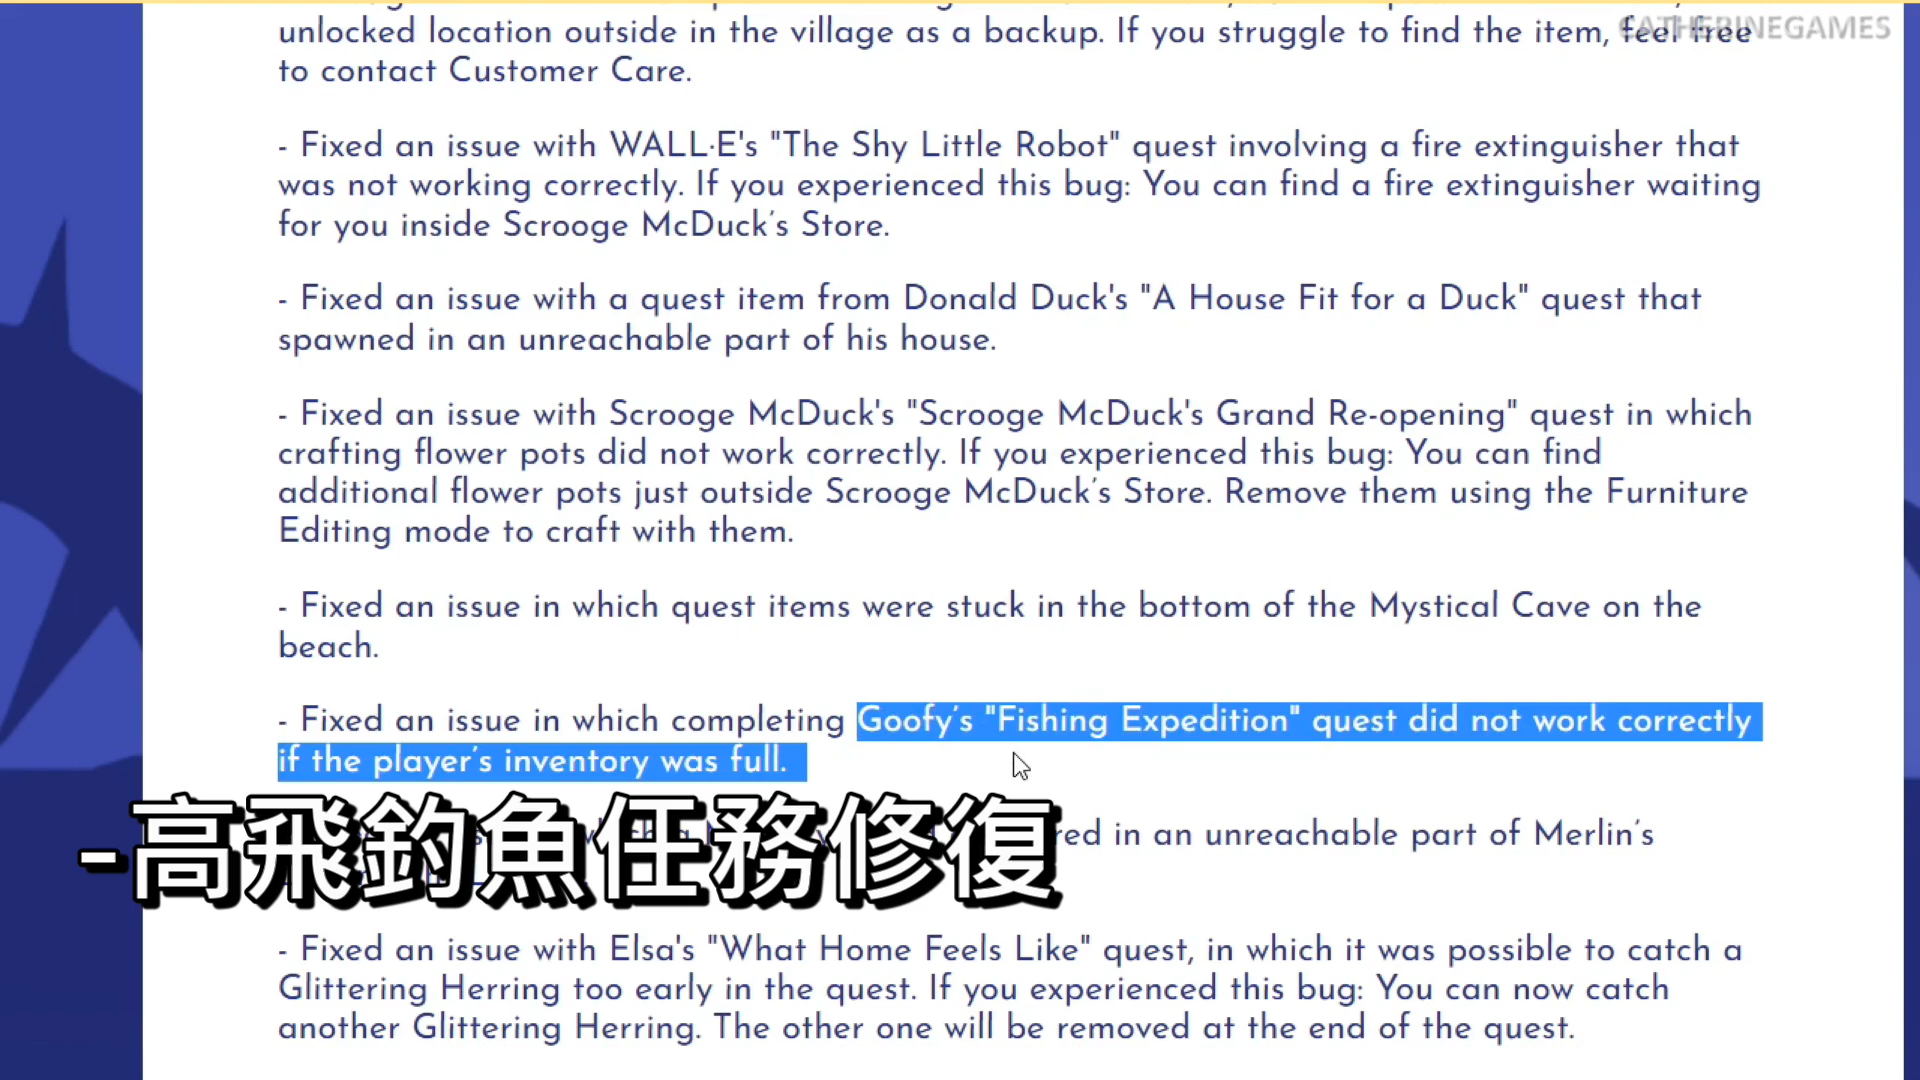 CATHERINEGAMES
unlocked location outside in the village as a backup. If you struggle to find the item, feel free
to contact Customer Care.
- Fixed an issue with WALL·E's "The Shy Little Robot" quest involving a fire extinguisher that
was not working correctly. If you experienced this bug: You can find a fire extinguisher waiting
for you inside Scrooge McDuck’s Store.
- Fixed an issue with a quest item from Donald Duck's "A House Fit for a Duck" quest that
spawned in an unreachable part of his house.
- Fixed an issue with Scrooge McDuck's "Scrooge McDuck's Grand Re-opening" quest in which
crafting flower pots did not work correctly. If you experienced this bug: You can find
additional flower pots just outside Scrooge McDuck’s Store. Remove them using the Furniture
Editing mode to craft with them.
- Fixed an issue in which quest items were stuck in the bottom of the Mystical Cave on the
beach.
- Fixed an issue in which completing Goofy’s "Fishing Expedition" quest did not work correctly
if the player’s inventory was full.
in an unreachable part of Merlin’s
-高飛釣魚任務修復
- Fixed an issue with Elsa's "What Home Feels Like" quest, in which it was possible to catch a
Glittering Herring too early in the quest. If you experienced this bug: You can now catch
another Glittering Herring. The other one will be removed at the end of the quest.